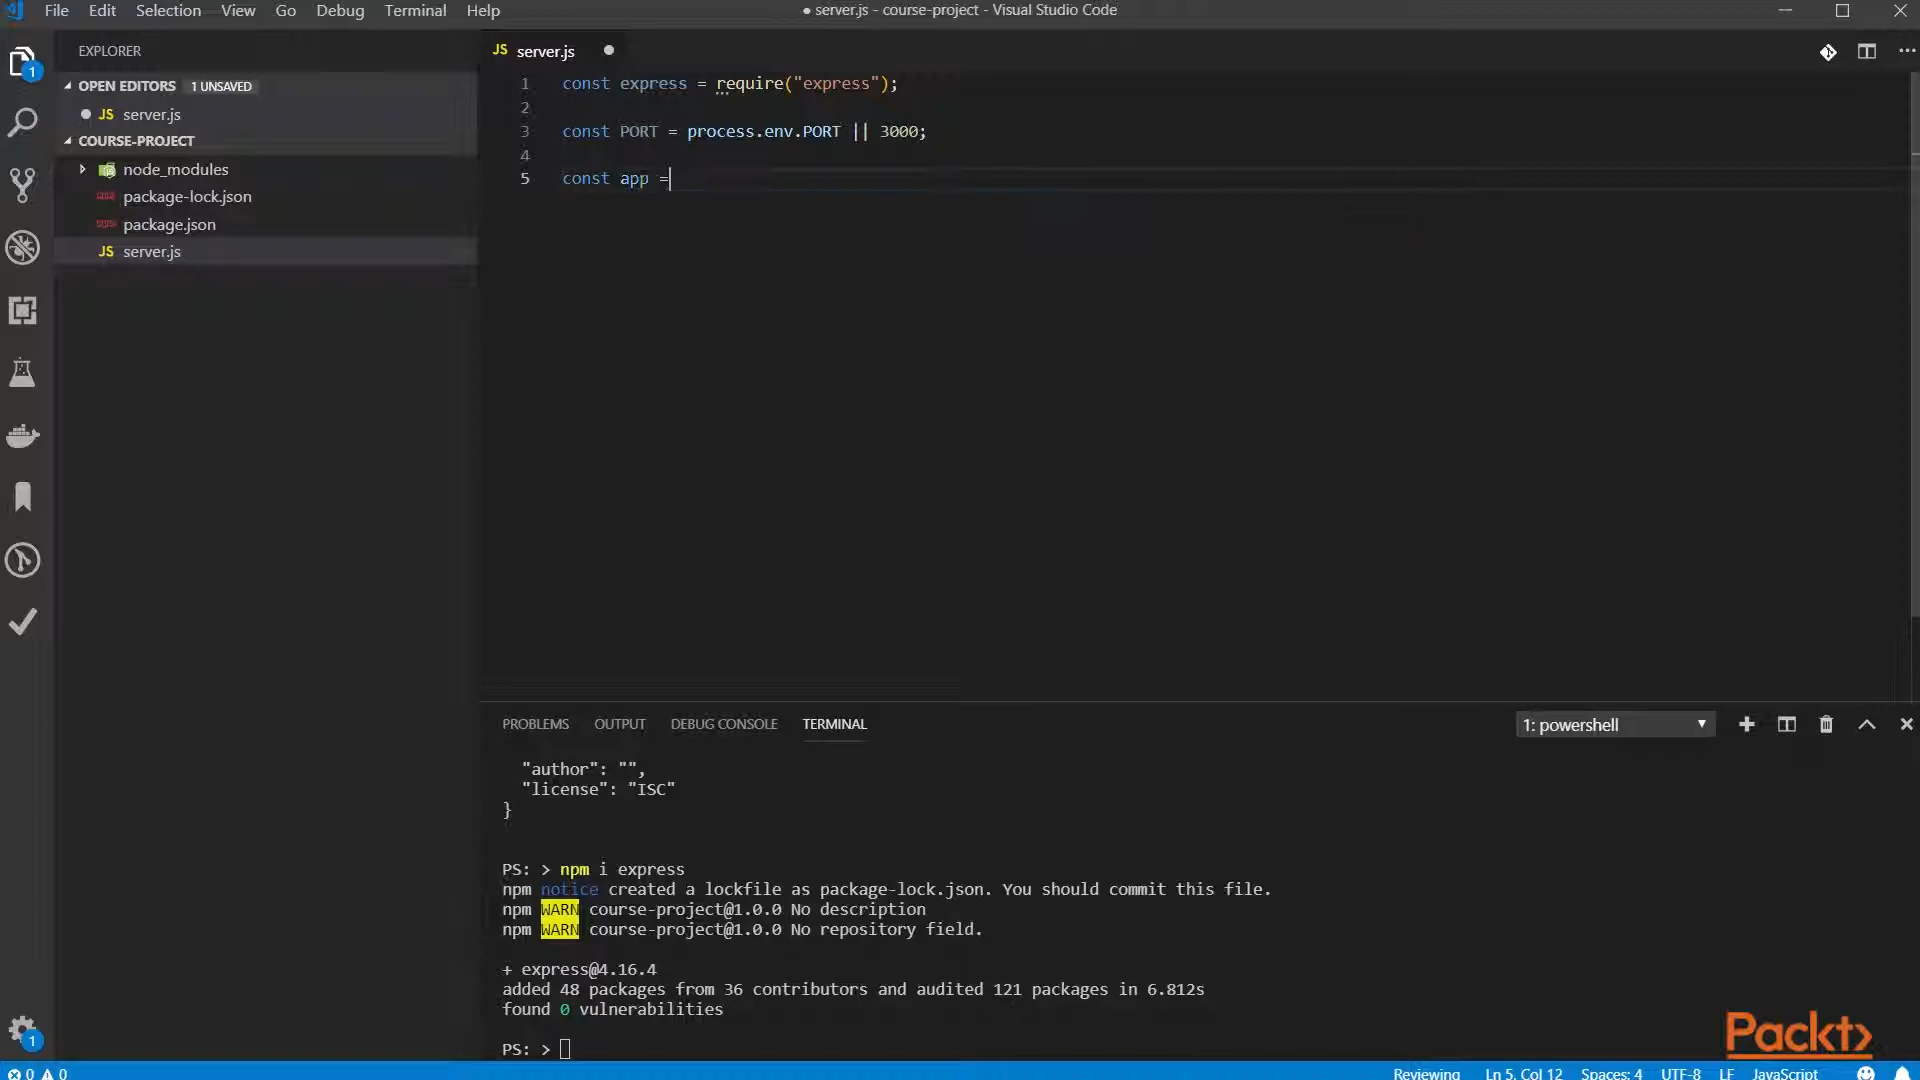 File Edit Selection View Go Debug Terminal Help
● server.js - course-project - Visual Studio Code
EXPLORER
OPEN EDITORS 1 UNSAVED
JS server.js
COURSE-PROJECT
node_modules
package-lock.json
package.json
JS server.js
1
1
JS server.js
1 const express = require("express");
2
3 const PORT = process.env.PORT || 3000;
4
5 const app =
PROBLEMS OUTPUT DEBUG CONSOLE TERMINAL
1: powershell
"author": "",
"license": "ISC"
}
PS: > npm i express
npm notice created a lockfile as package-lock.json. You should commit this file.
npm WARN course-project@1.0.0 No description
npm WARN course-project@1.0.0 No repository field.
+ express@4.16.4
added 48 packages from 36 contributors and audited 121 packages in 6.812s
found 0 vulnerabilities
PS: >
Packt>
0 0 Reviewing Ln 5, Col 12 Spaces: 4 UTF-8 LF JavaScript